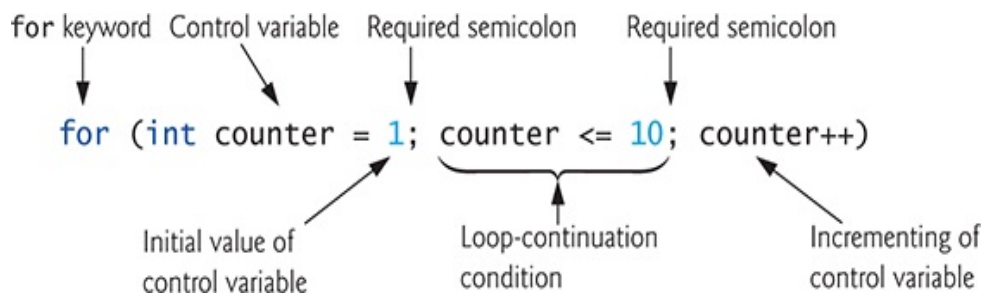 for keyword Control variable Required semicolon Required semicolon
for (int counter = 1; counter <= 10; counter++)
Initial value of
control variable
Loop-continuation
condition
Incrementing of
control variable